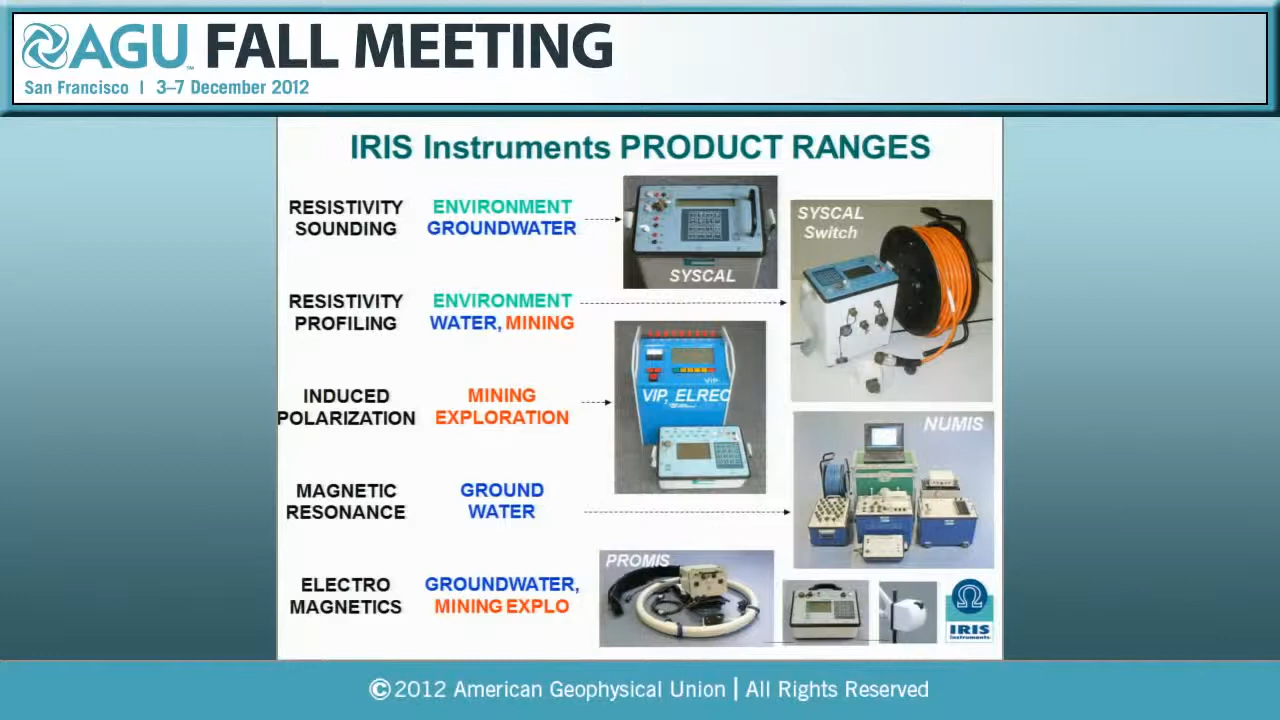 AGU FALL MEETING
San Francisco | 3–7 December 2012
IRIS Instruments PRODUCT RANGES
RESISTIVITY SOUNDING
ENVIRONMENT GROUNDWATER
SYSCAL
SYSCAL Switch
RESISTIVITY PROFILING
ENVIRONMENT WATER, MINING
INDUCED POLARIZATION
MINING EXPLORATION
VIP
VIP, ELREC
NUMIS
MAGNETIC RESONANCE
GROUND WATER
ELECTRO MAGNETICS
GROUNDWATER, MINING EXPLO
PROMIS
IRIS
Instruments
©2012 American Geophysical Union | All Rights Reserved